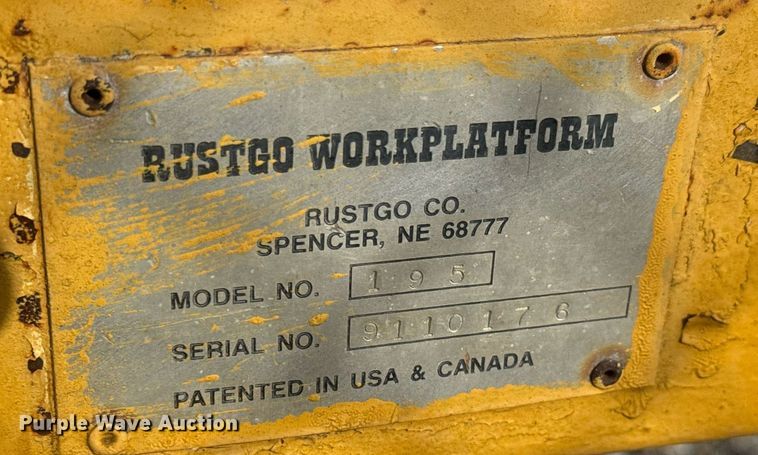 RUSTGO WORKPLATFORM
RUSTGO CO.
SPENCER, NE 68777
MODEL NO. 195
SERIAL NO. 9110176
PATENTED IN USA & CANADA
Purple Wave Auction®